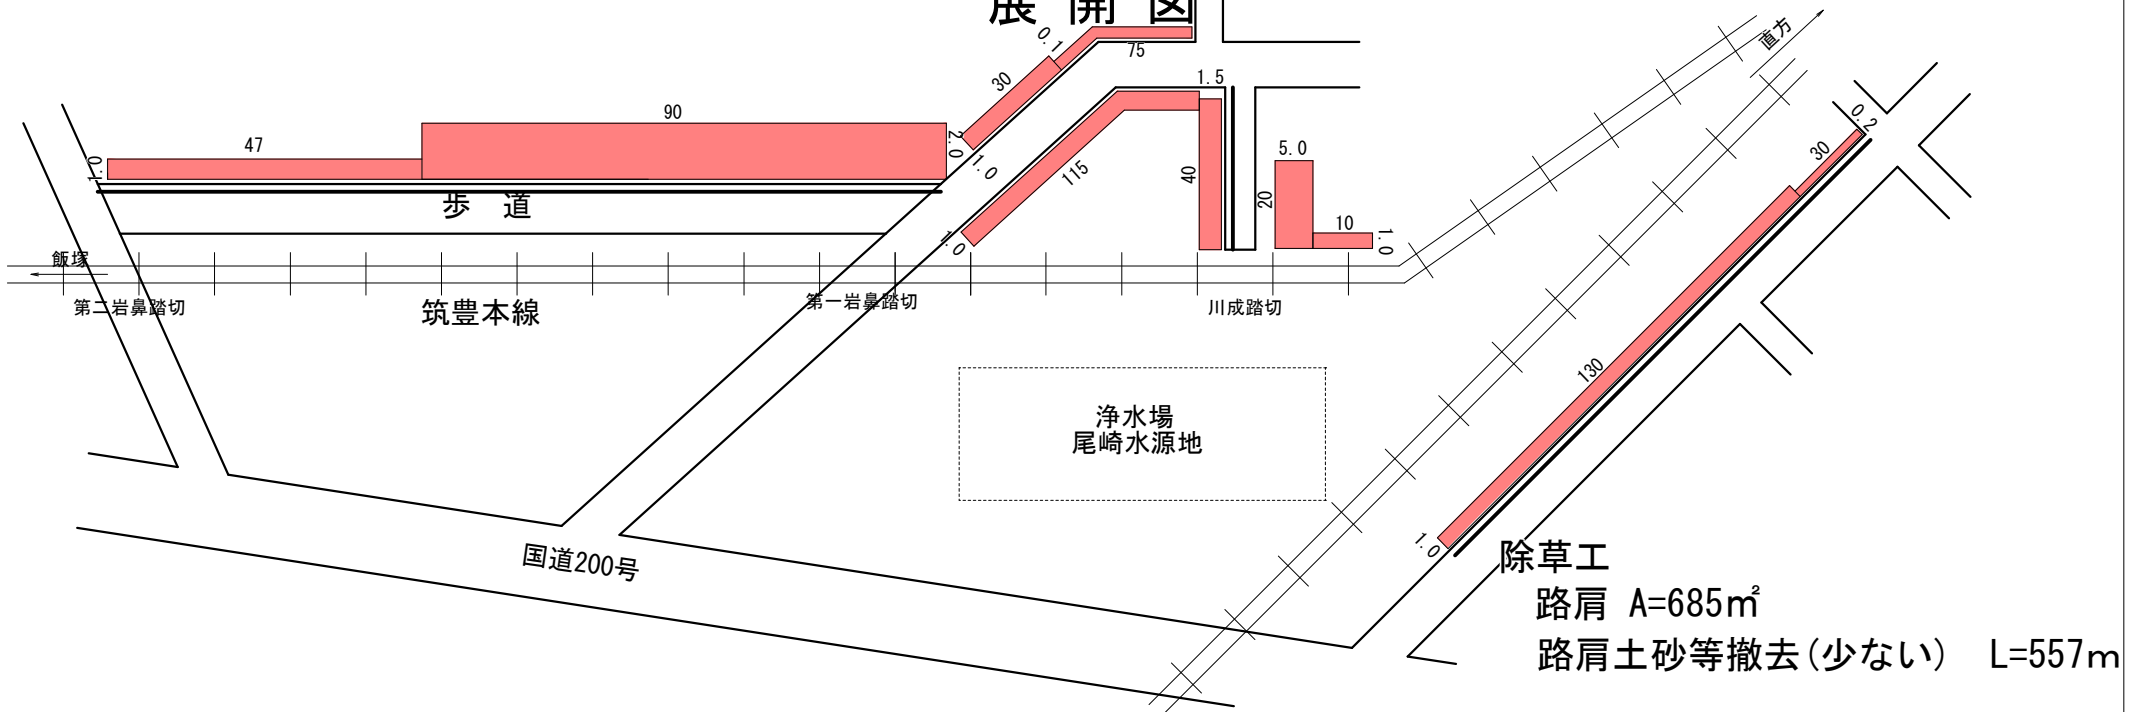 展開図
0.1
75
30
1.5
90
47
2.0
1.0
0.1
歩道
115
40
5.0
20
10
1.0
1.0
直方
0.2
30
飯塚
第二岩鼻踏切
筑豊本線
第一岩鼻踏切
川成踏切
130
浄水場
尾崎水源地
1.0
国道200号
除草工
路肩 A=685㎡
路肩土砂等撤去(少ない) L=557m